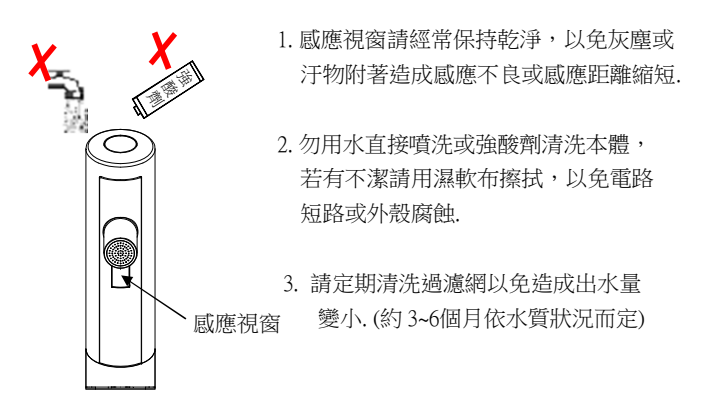 強酸劑
1. 感應視窗請經常保持乾淨，以免灰塵或
汙物附著造成感應不良或感應距離縮短.
2. 勿用水直接噴洗或強酸劑清洗本體，
若有不潔請用濕軟布擦拭，以免電路
短路或外殼腐蝕.
3. 請定期清洗過濾網以免造成出水量
變小. (約 3~6個月依水質狀況而定)
感應視窗